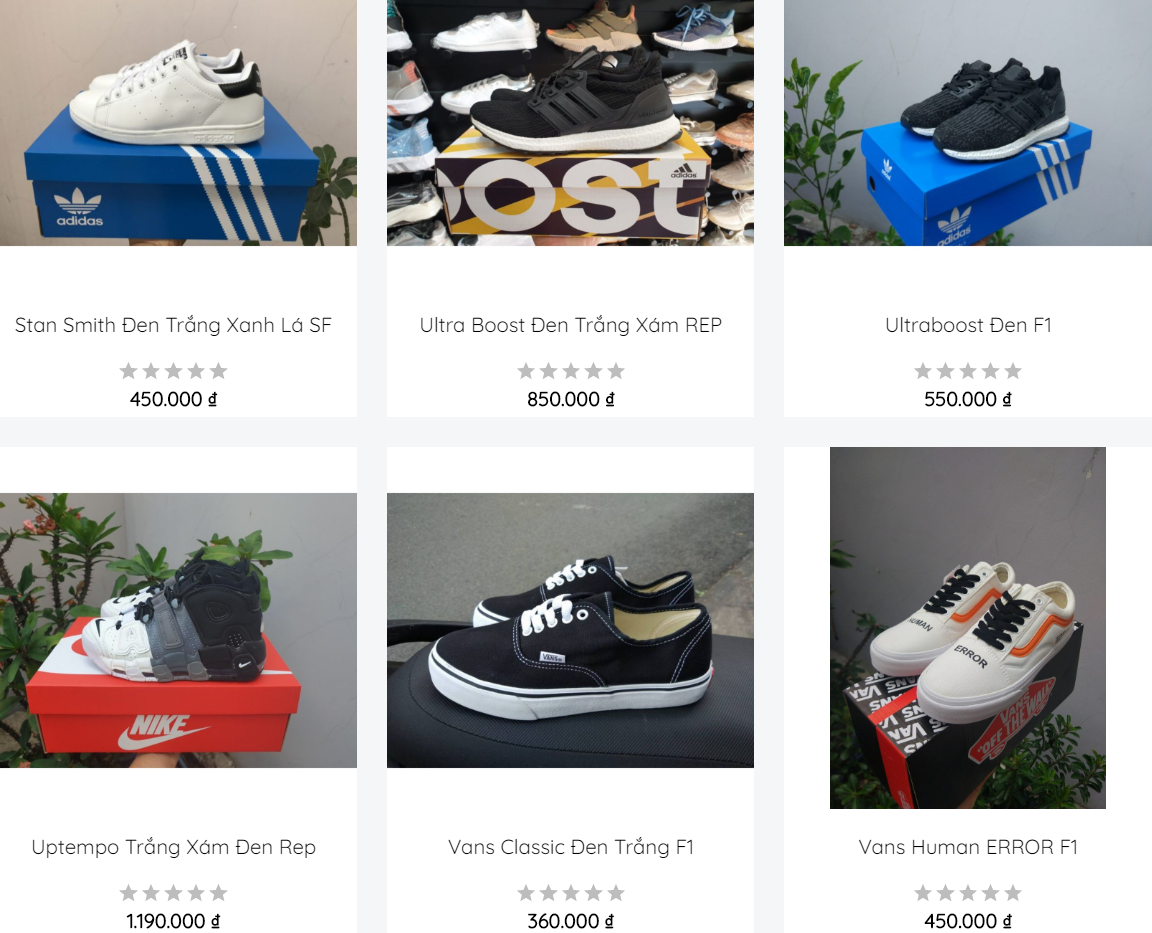 adidas
OST
adidas
adidas
Stan Smith Đen Trắng Xanh Lá SF
Ultra Boost Đen Trắng Xám REP
Ultraboost Đen F1
450.000 ₫
850.000 ₫
550.000 ₫
NIKE
VANS
HUMAN
ERROR
VANS
"OFF THE WALL"
Uptempo Trắng Xám Đen Rep
Vans Classic Đen Trắng F1
Vans Human ERROR F1
1.190.000 ₫
360.000 ₫
450.000 ₫